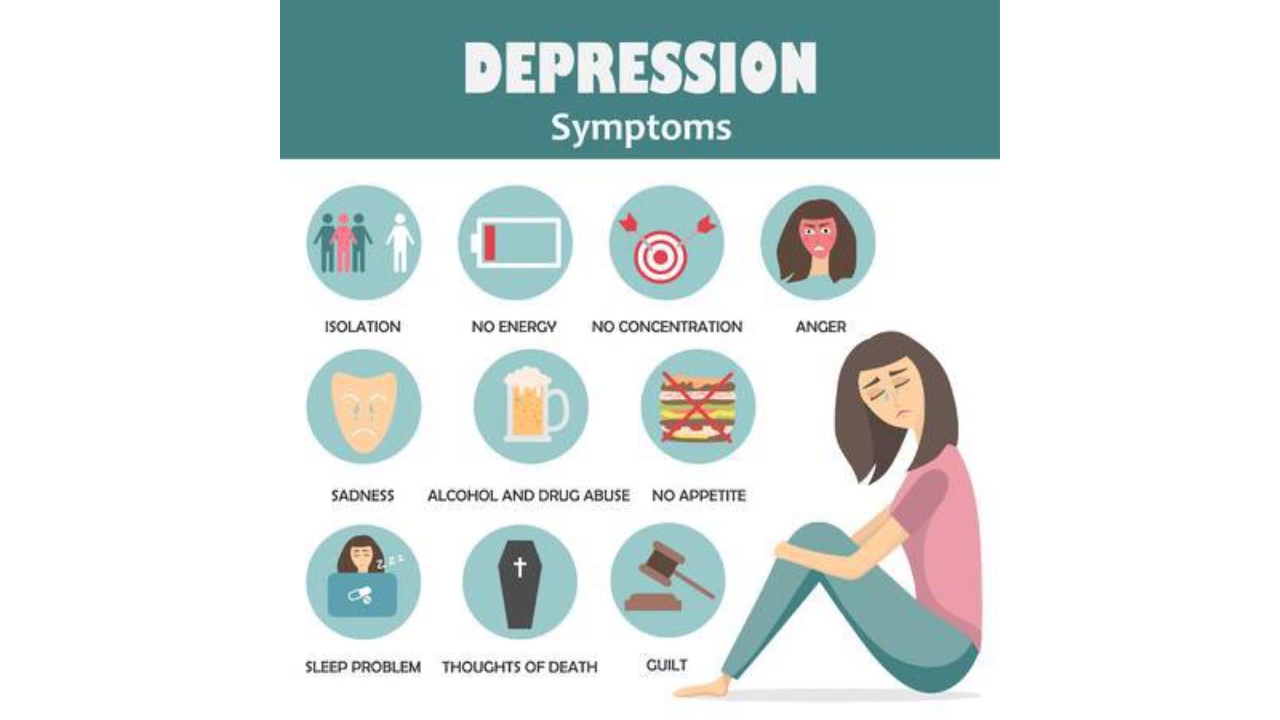 DEPRESSION
Symptoms
ISOLATION
NO ENERGY
NO CONCENTRATION
ANGER
SADNESS
ALCOHOL AND DRUG ABUSE
NO APPETITE
zzz
SLEEP PROBLEM
THOUGHTS OF DEATH
GUILT